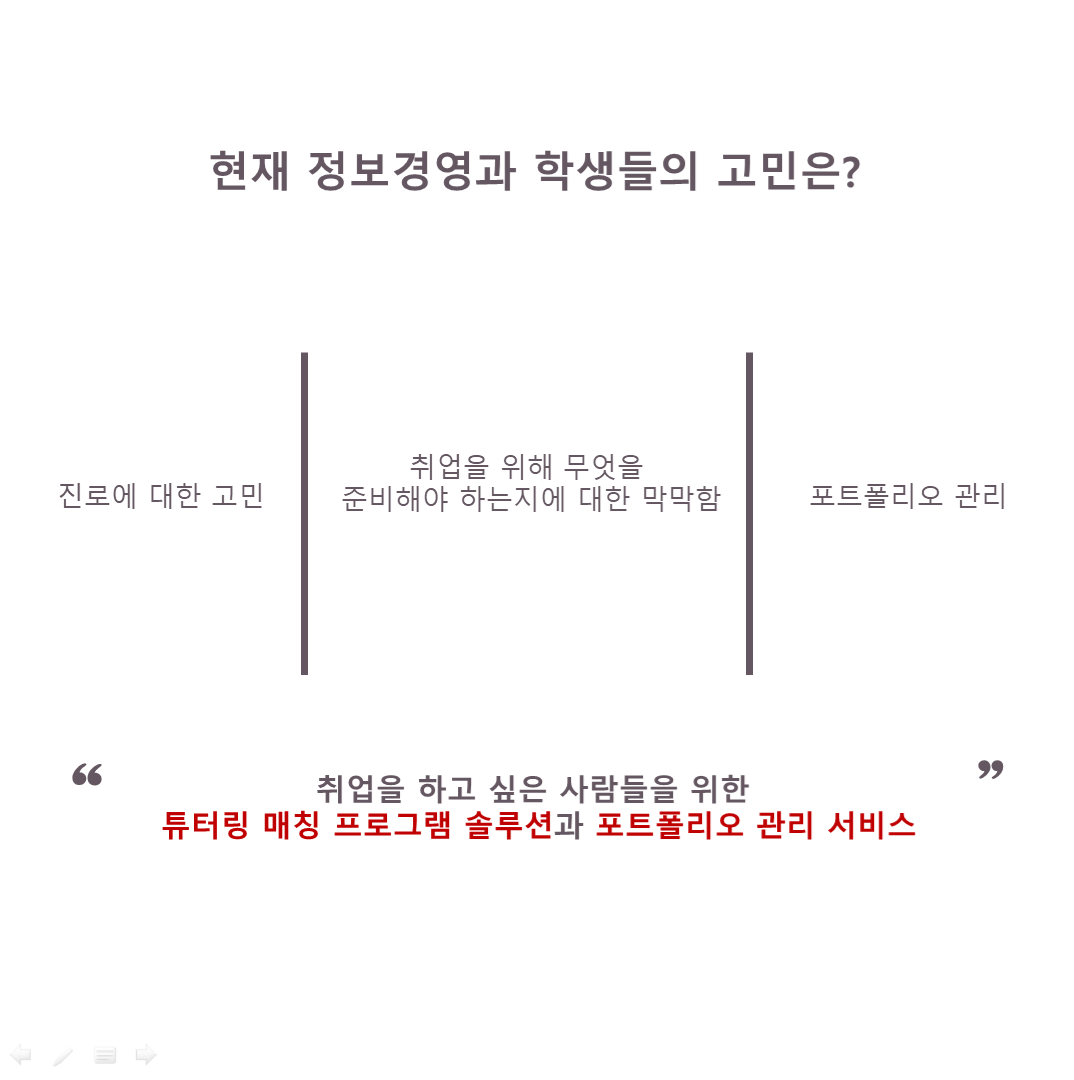 현재 정보경영과 학생들의 고민은?
진로에 대한 고민
취업을 위해 무엇을
준비해야 하는지에 대한 막막함
포트폴리오 관리
“ 취업을 하고 싶은 사람들을 위한 ”
튜터링 매칭 프로그램 솔루션과 포트폴리오 관리 서비스